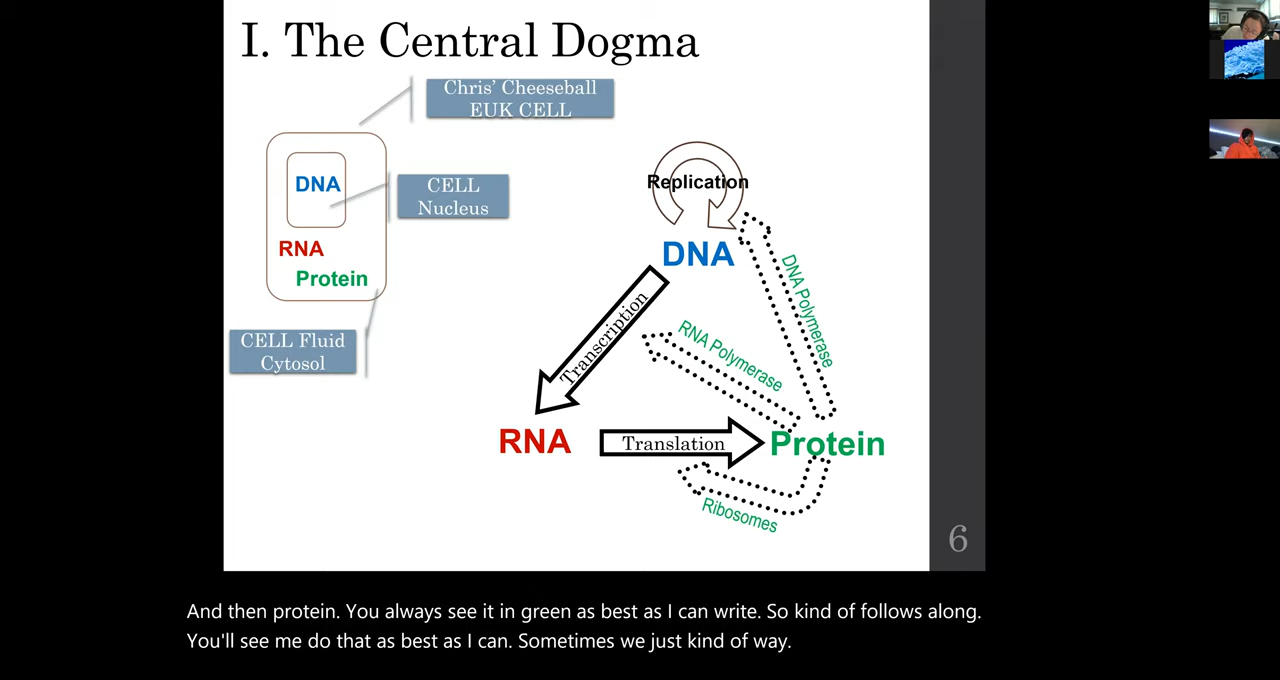 I. The Central Dogma
Chris' Cheeseball
EUK CELL
DNA
CELL
Nucleus
RNA
Protein
CELL Fluid
Cytosol
Replication
DNA
DNA Polymerase
Transcription
RNA Polymerase
RNA
Translation
Protein
Ribosomes
6
And then protein. You always see it in green as best as I can write. So kind of follows along.
You'll see me do that as best as I can. Sometimes we just kind of way.